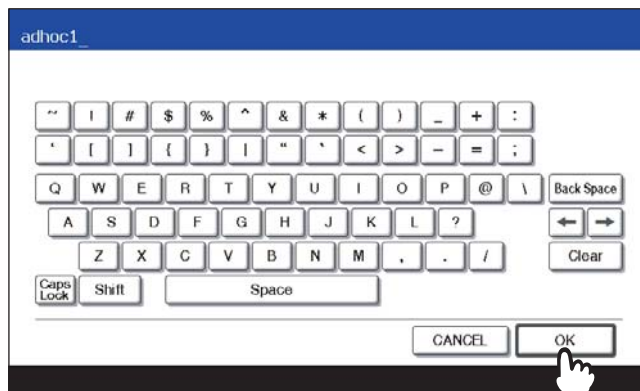 adhoc1_
~ ! # $ % ^ & * ( ) _ + :
' [ ] { } | " ` < > - = ;
Q W E R T Y U I O P @ \ Back Space
A S D F G H J K L ? ← →
Z X C V B N M , . / Clear
Caps Lock Shift Space
CANCEL OK